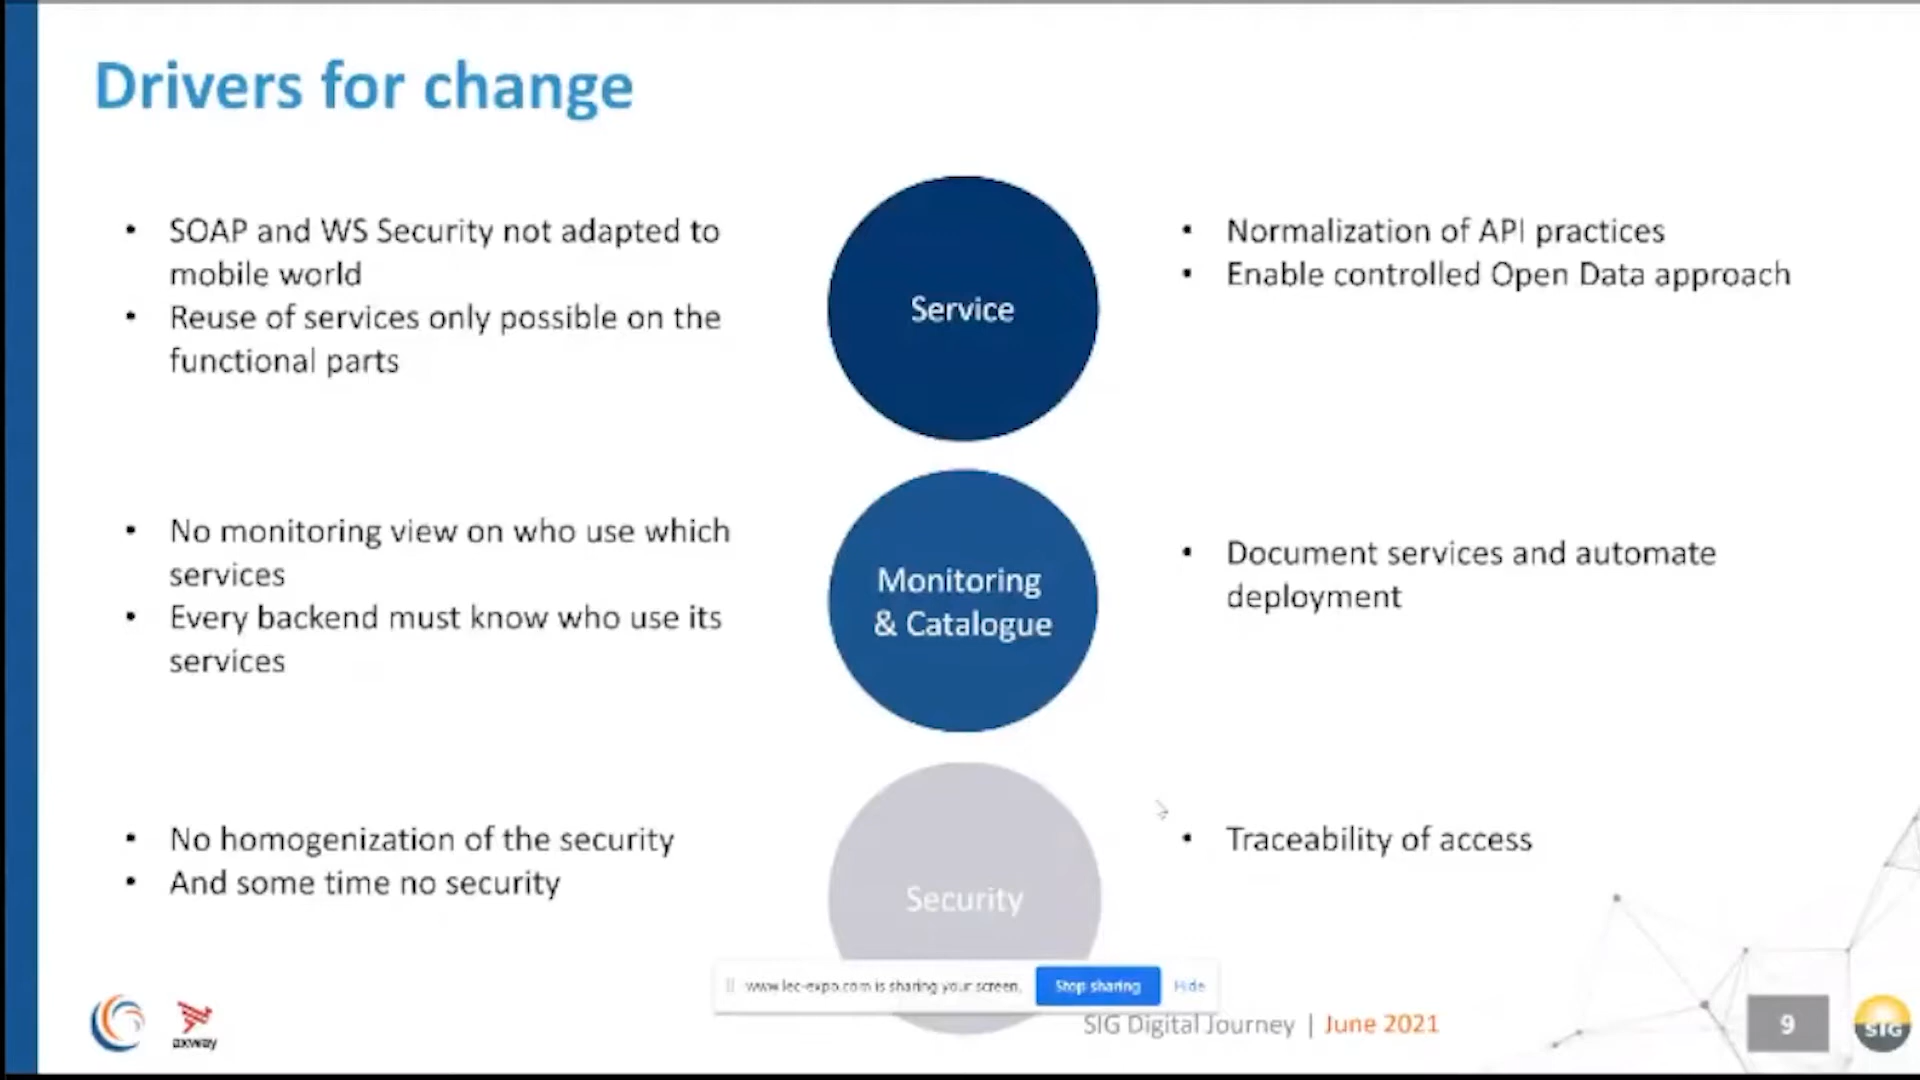 Drivers for change
• SOAP and WS Security not adapted to
mobile world
• Reuse of services only possible on the
functional parts
Service
• Normalization of API practices
• Enable controlled Open Data approach
• No monitoring view on who use which
services
• Every backend must know who use its
services
Monitoring
& Catalogue
• Document services and automate
deployment
• No homogenization of the security
• And some time no security
Security
• Traceability of access
www.lec-expo.com is sharing your screen.
Stop sharing
Hide
axway
SIG Digital Journey | June 2021
9
SIG